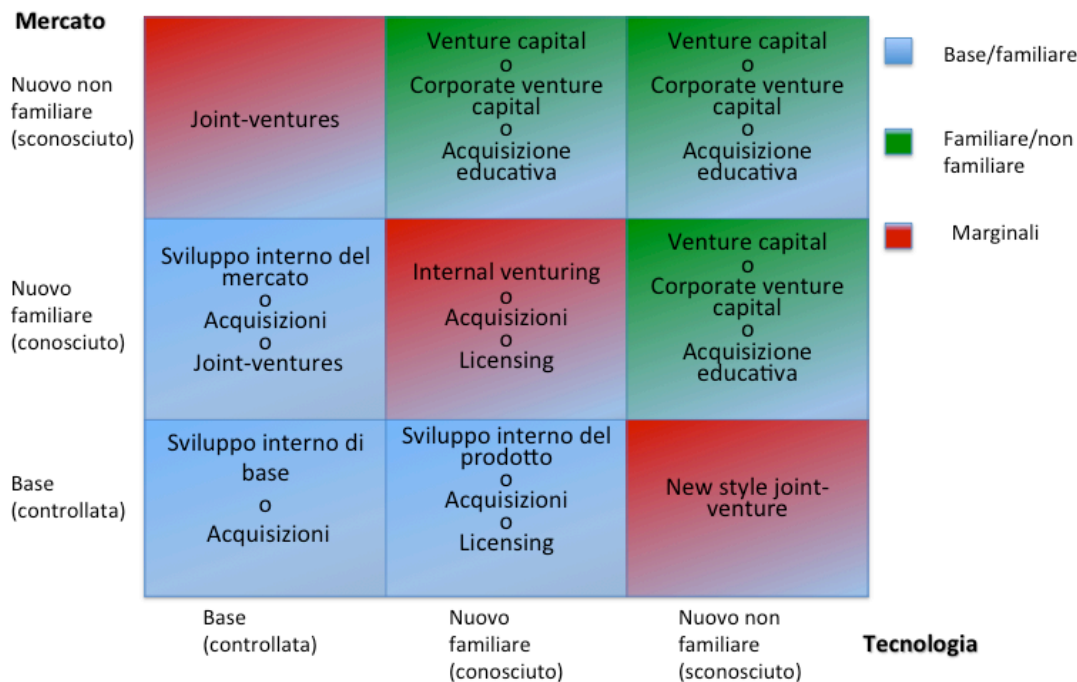 Mercato
Nuovo non
familiare
(sconosciuto)
Joint-ventures
Venture capital
o
Corporate venture
capital
o
Acquisizione
educativa
Venture capital
o
Corporate venture
capital
o
Acquisizione
educativa
Base/familiare
Familiare/non
familiare
Marginali
Nuovo
familiare
(conosciuto)
Sviluppo interno del
mercato
o
Acquisizioni
o
Joint-ventures
Internal venturing
o
Acquisizioni
o
Licensing
Venture capital
o
Corporate venture
capital
o
Acquisizione
educativa
Base
(controllata)
Sviluppo interno di
base
o
Acquisizioni
Sviluppo interno del
prodotto
o
Acquisizioni
o
Licensing
New style joint-
venture
Base
(controllata)
Nuovo
familiare
(conosciuto)
Nuovo non
familiare
(sconosciuto)
Tecnologia